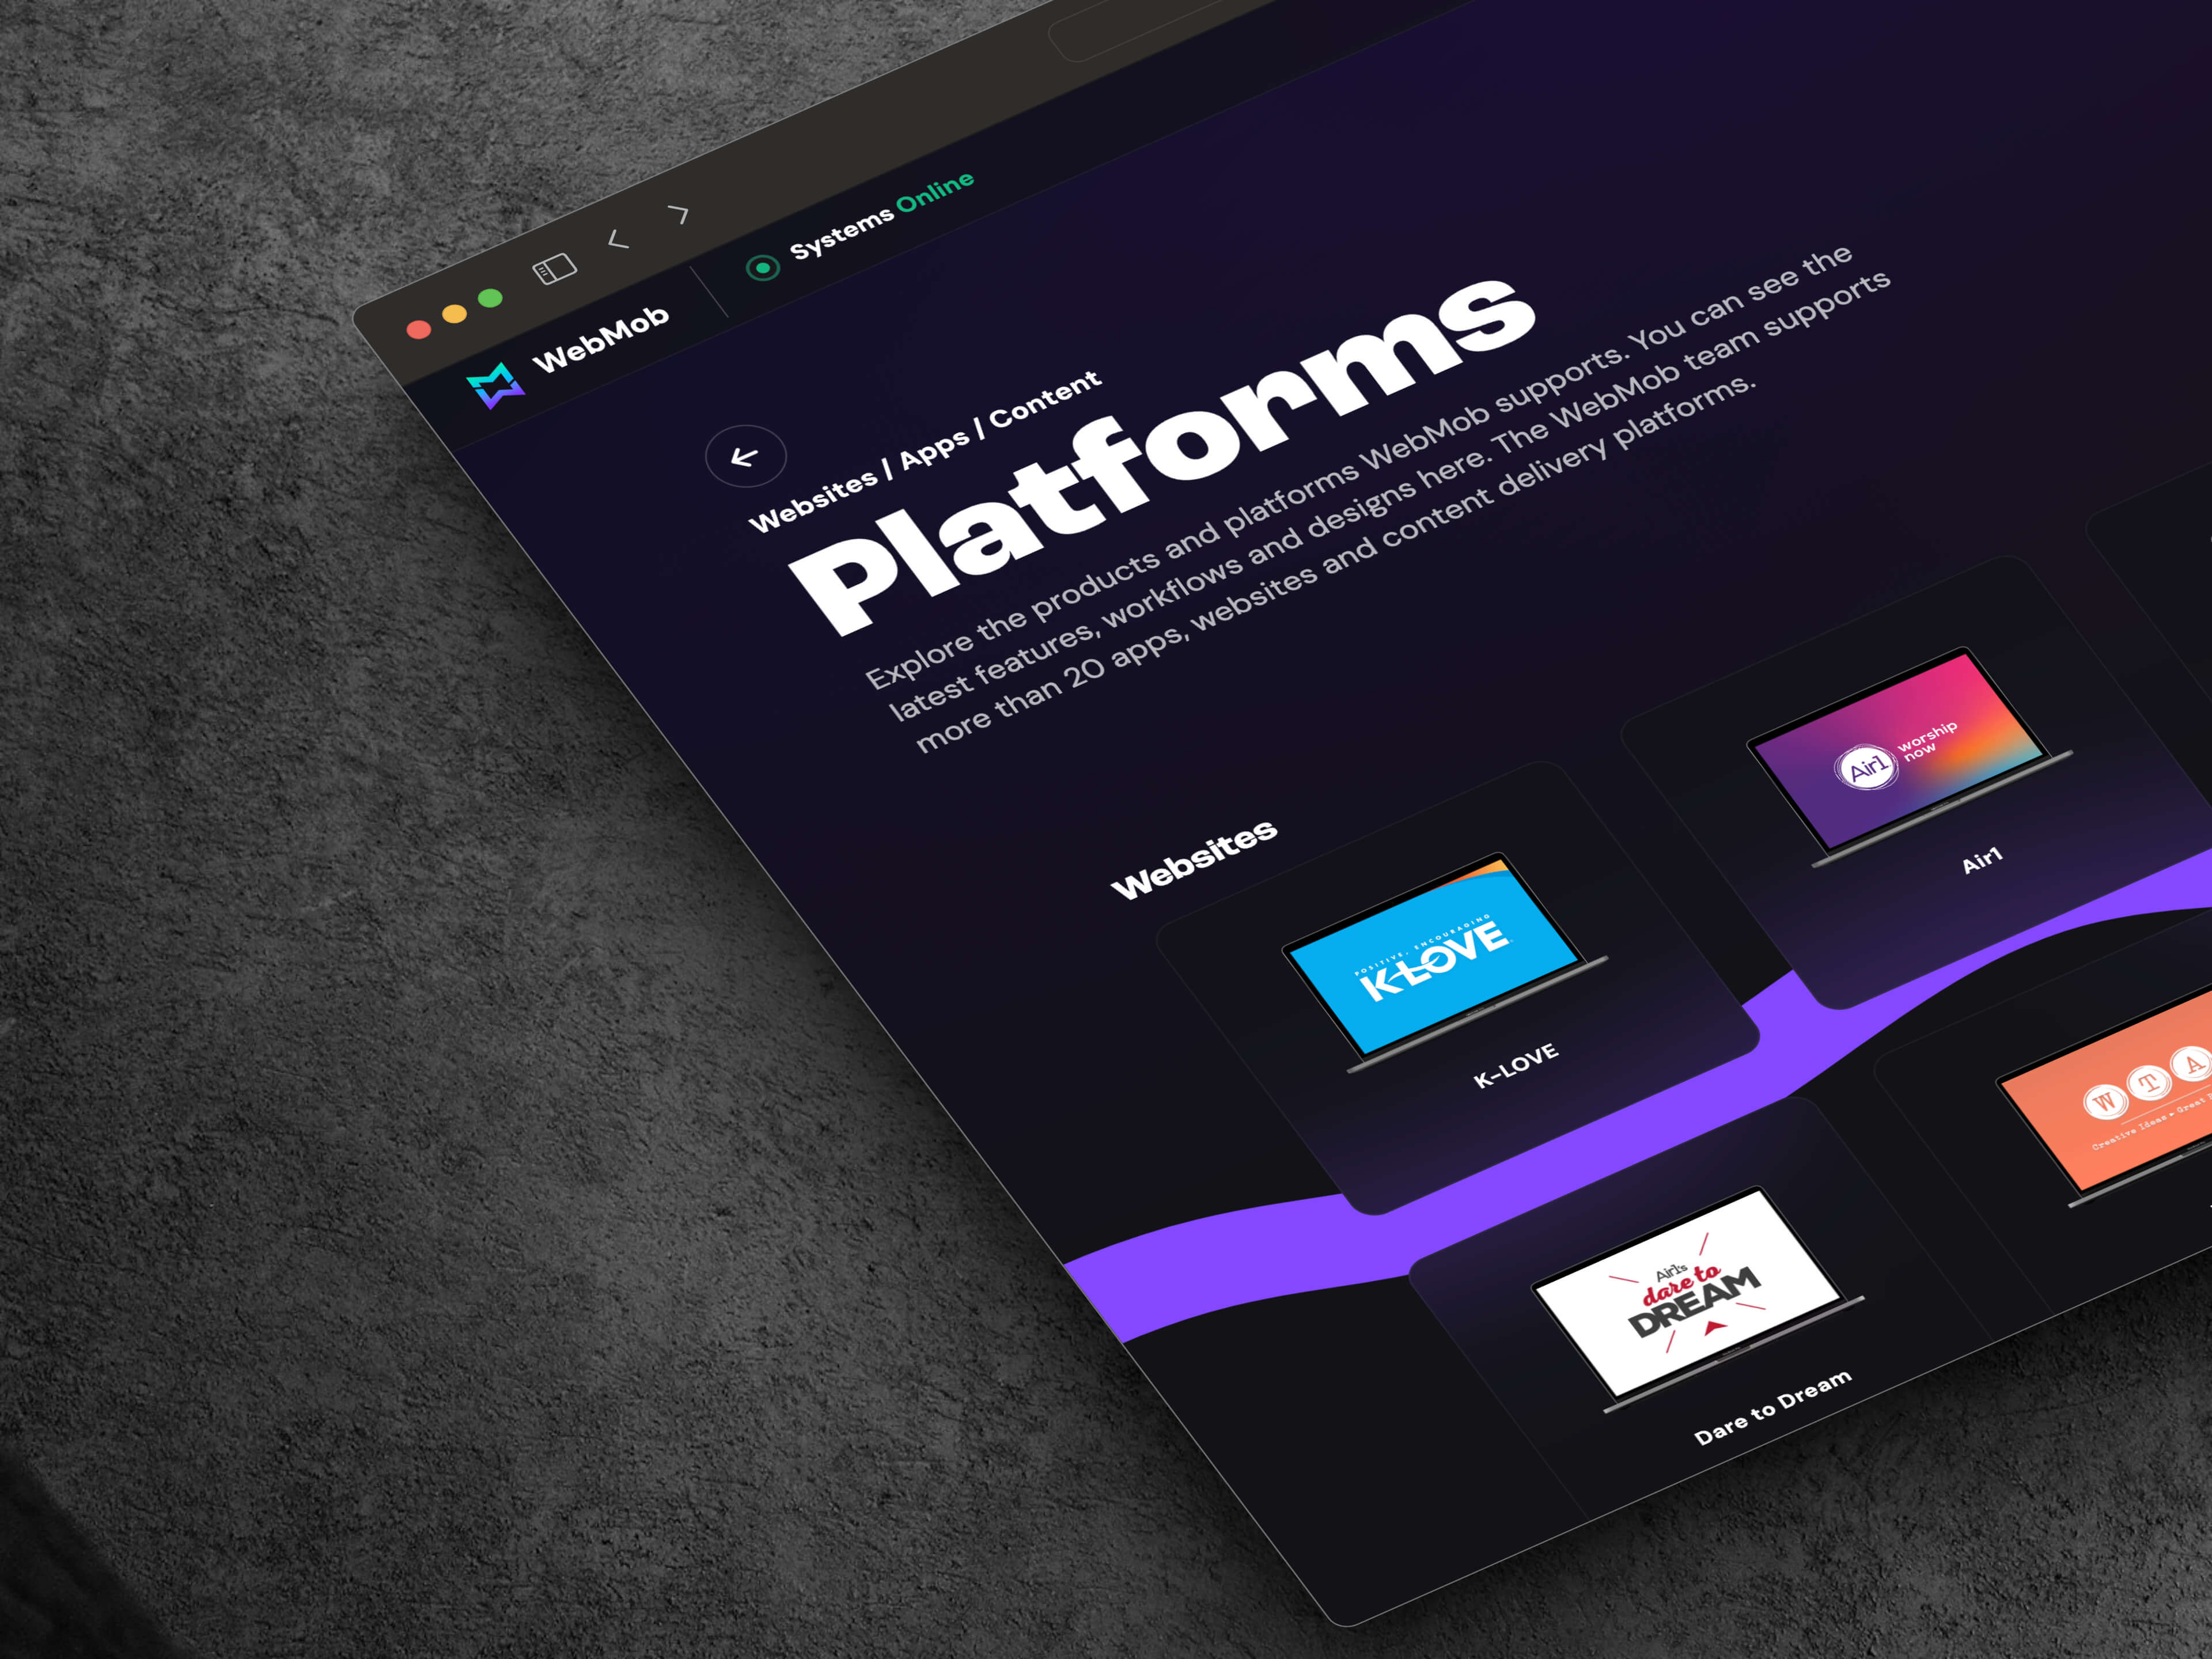 WebMob
Systems Online
Websites / Apps / Content
Platforms
Explore the products and platforms WebMob supports. You can see the
latest features, workflows and designs here. The WebMob team supports
more than 20 apps, websites and content delivery platforms.
Websites
POSITIVE, ENCOURAGING
K-LOVE
K-LOVE
Air1
worship
now
Air1
Air1's
dare to
DREAM
Dare to Dream
W T A
Creative Ideas • Great